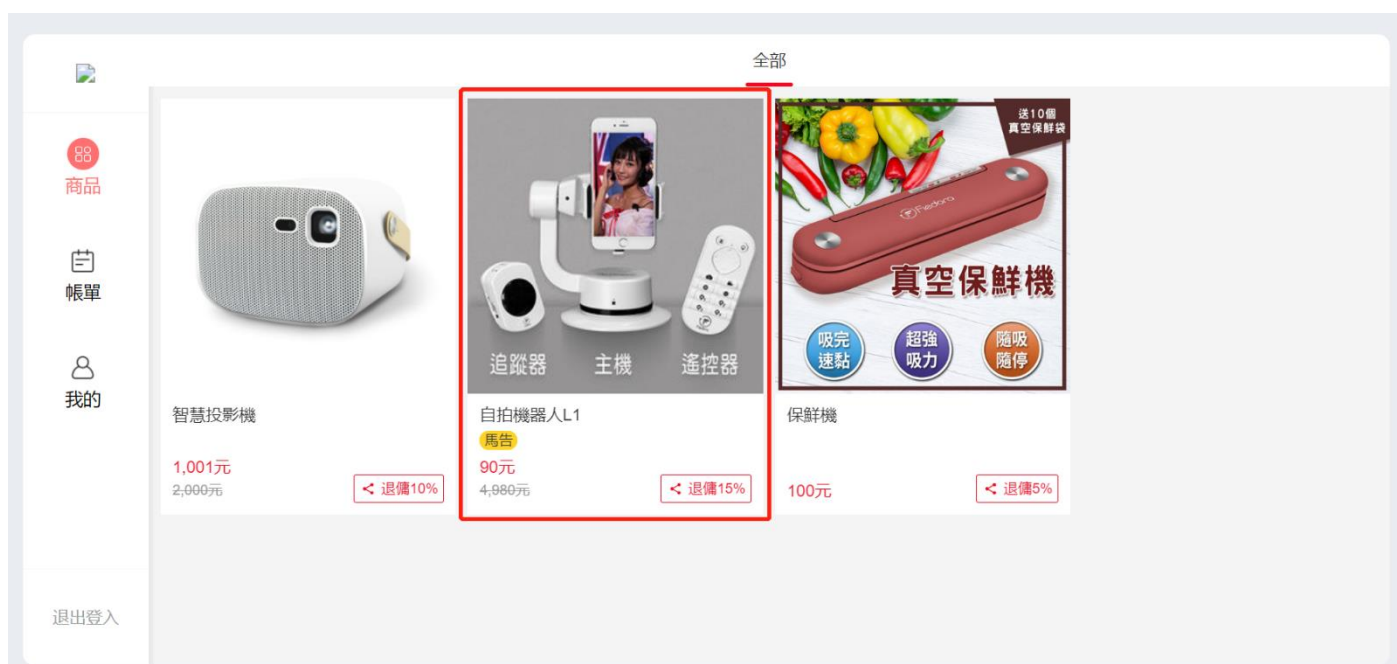 全部
商品
帳單
我的
退出登入
追蹤器 主機 遙控器
送10個
真空保鮮袋
Fiedora
真空保鮮機
吸完
速黏
超強
吸力
隨吸
隨停
智慧投影機
1,001元
2,000元
退傭10%
自拍機器人L1
馬告
90元
4,980元
退傭15%
保鮮機
100元
退傭5%